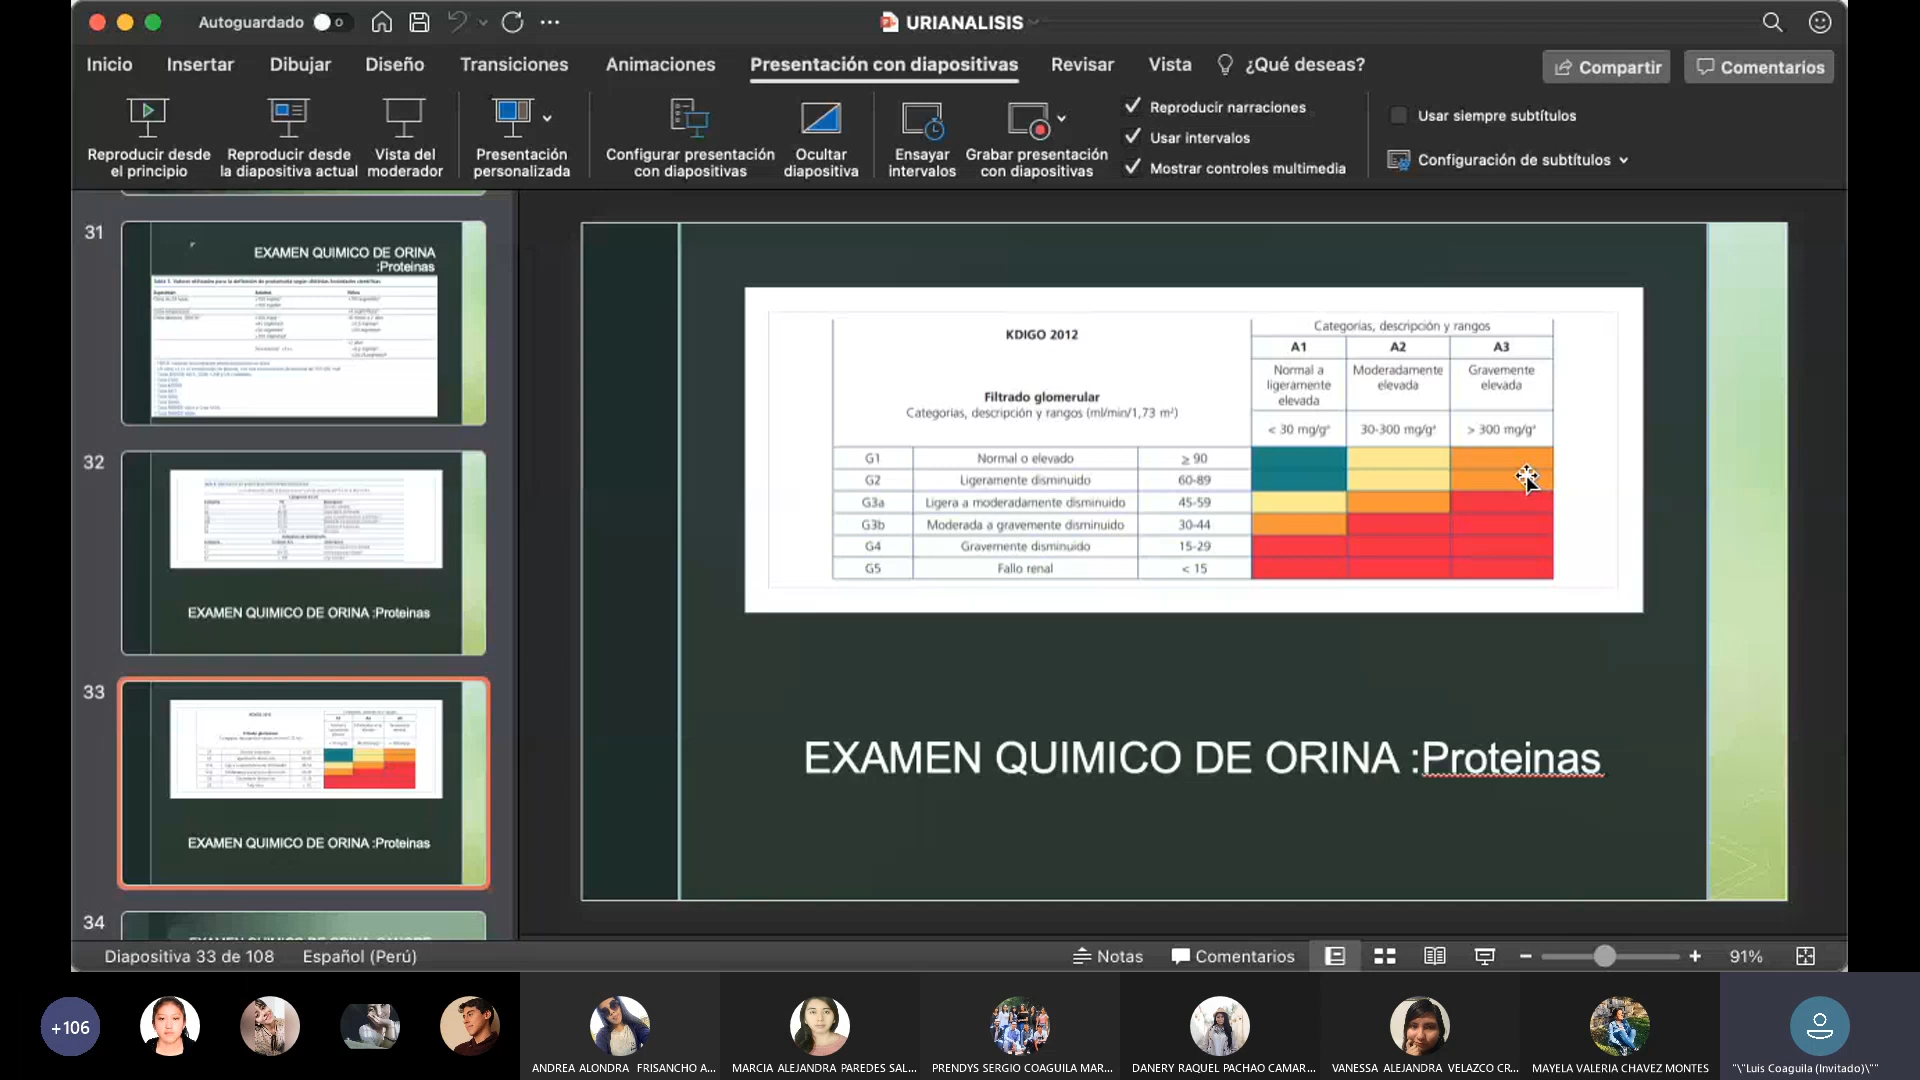 Autoguardado
URIANALISIS
Inicio Insertar Dibujar Diseño Transiciones Animaciones Presentación con diapositivas Revisar Vista ¿Qué deseas? Compartir Comentarios
Reproducir desde el principio
Reproducir desde la diapositiva actual
Vista del moderador
Presentación personalizada
Configurar presentación con diapositivas
Ocultar diapositiva
Ensayar intervalos
Grabar presentación con diapositivas
Reproducir narraciones
Usar intervalos
Mostrar controles multimedia
Usar siempre subtítulos
Configuración de subtítulos
31
EXAMEN QUIMICO DE ORINA
:Proteinas
32
EXAMEN QUIMICO DE ORINA :Proteinas
33
EXAMEN QUIMICO DE ORINA :Proteinas
34
KDIGO 2012
Filtrado glomerular
Categorías, descripción y rangos (ml/min/1,73 m²)
Categorías, descripción y rangos
A1 A2 A3
Normal a ligeramente elevada
Moderadamente elevada
Gravemente elevada
< 30 mg/gª 30-300 mg/gª > 300 mg/gª
G1 Normal o elevado ≥ 90
G2 Ligeramente disminuido 60-89
G3a Ligera a moderadamente disminuido 45-59
G3b Moderada a gravemente disminuido 30-44
G4 Gravemente disminuido 15-29
G5 Fallo renal < 15
EXAMEN QUIMICO DE ORINA :Proteinas
Diapositiva 33 de 108 Español (Perú) Notas Comentarios 91%
+106
ANDREA ALONDRA FRISANCHO A...
MARCIA ALEJANDRA PAREDES SAL...
PRENDYS SERGIO COAGUILA MAR...
DANERY RAQUEL PACHAO CAMAR...
VANESSA ALEJANDRA VELAZCO CR...
MAYELA VALERIA CHAVEZ MONTES
"\"Luis Coaguila (Invitado)\""